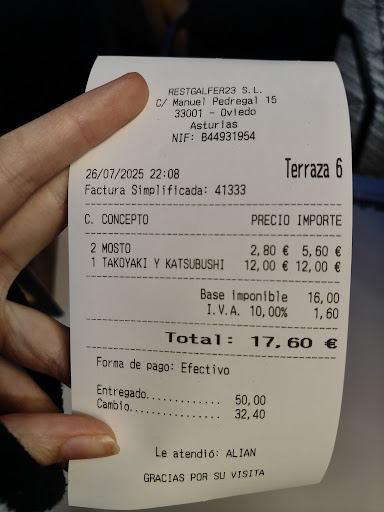 RESTGALFER23 S.L.
C/ Manuel Pedregal 15
33001 - Oviedo
Asturias
NIF: B44931954
26/07/2025 22:08 Terraza 6
Factura Simplificada: 41333
C. CONCEPTO PRECIO IMPORTE
2 MOSTO 2,80 € 5,60 €
1 TAKOYAKI Y KATSUBUSHI 12,00 € 12,00 €
Base imponible 16,00
I.V.A. 10,00% 1,60
Total: 17,60 €
Forma de pago: Efectivo
Entregado............. 50,00
Cambio............... 32,40
Le atendió: ALIAN
GRACIAS POR SU VISITA